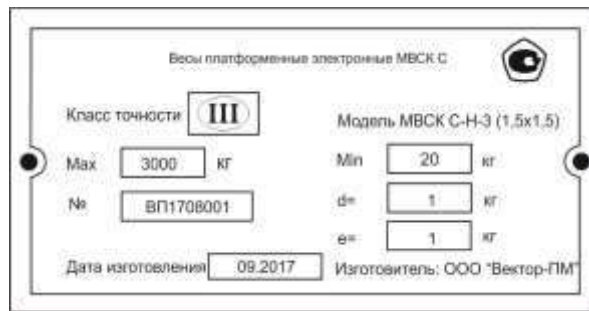 Весы платформенные электронные МВСК С
Класс точности III
Модель МВСК С-Н-3 (1,5х1,5)
Max 3000 кг
Min 20 кг
№ ВП1708001
d= 1 кг
e= 1 кг
Дата изготовления 09.2017
Изготовитель: ООО "Вектор-ПМ"